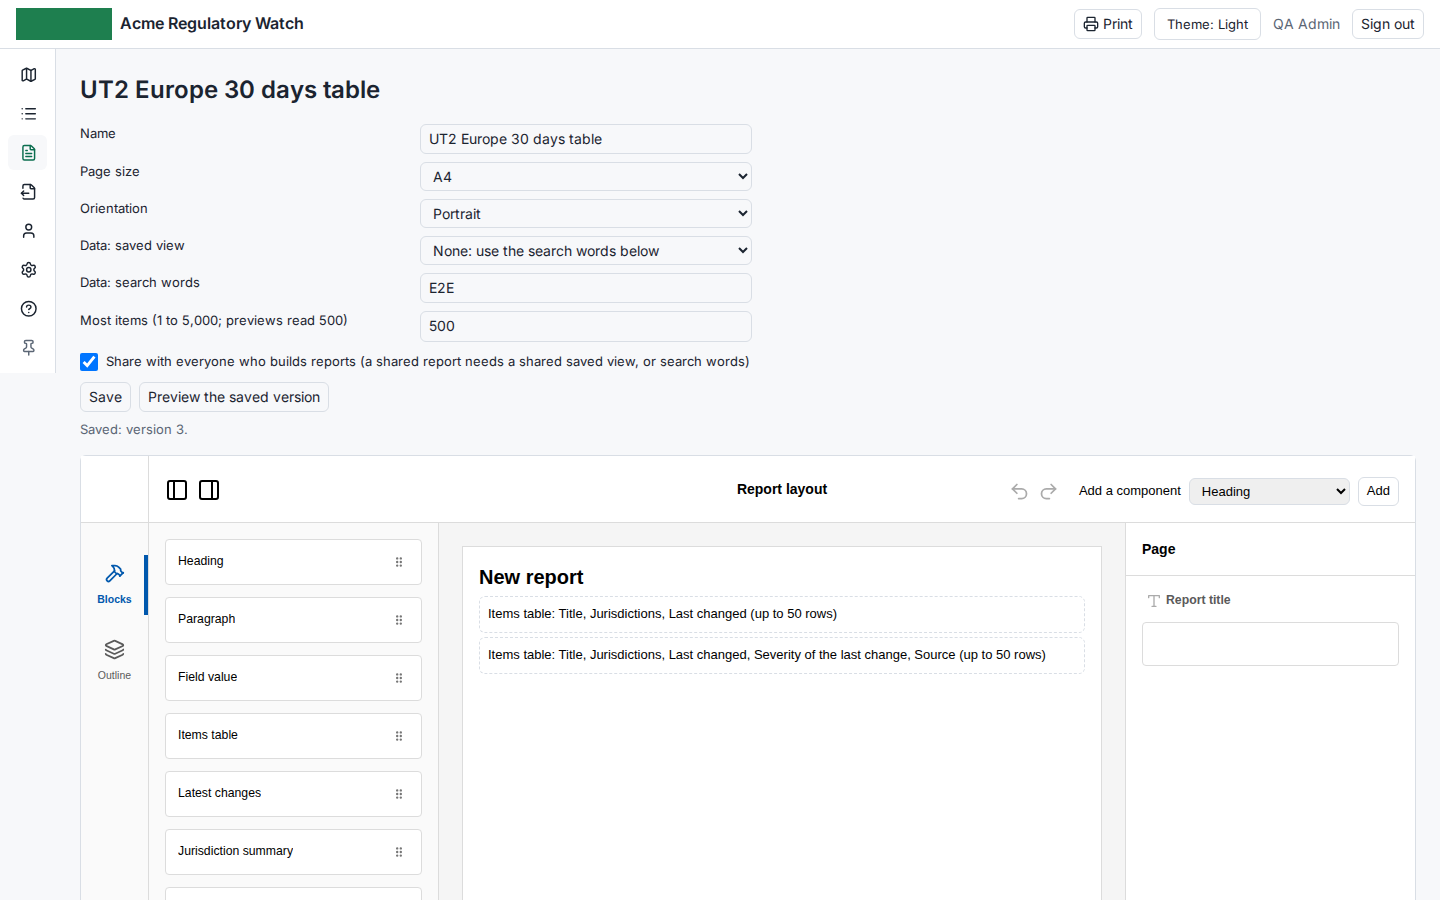 Acme Regulatory Watch
Print
Theme: Light
QA Admin
Sign out
UT2 Europe 30 days table
Name
UT2 Europe 30 days table
Page size
A4
Orientation
Portrait
Data: saved view
None: use the search words below
Data: search words
E2E
Most items (1 to 5,000; previews read 500)
500
Share with everyone who builds reports (a shared report needs a shared saved view, or search words)
Save
Preview the saved version
Saved: version 3.
Report layout
Add a component
Heading
Add
Blocks
Outline
Heading
Paragraph
Field value
Items table
Latest changes
Jurisdiction summary
New report
Items table: Title, Jurisdictions, Last changed (up to 50 rows)
Items table: Title, Jurisdictions, Last changed, Severity of the last change, Source (up to 50 rows)
Page
Report title